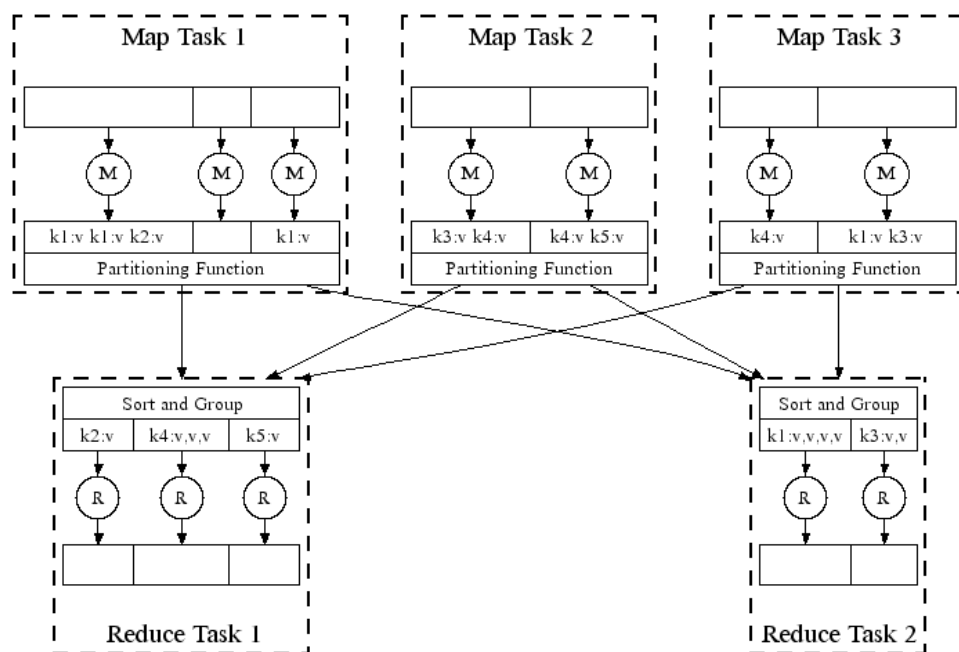 Map Task 1 Map Task 2 Map Task 3
M M M M M M M
k1:v k1:v k2:v k1:v k3:v k4:v k4:v k5:v k4:v k1:v k3:v
Partitioning Function Partitioning Function Partitioning Function
Sort and Group Sort and Group
k2:v k4:v,v,v k5:v k1:v,v,v,v k3:v,v
R R R R R
Reduce Task 1 Reduce Task 2